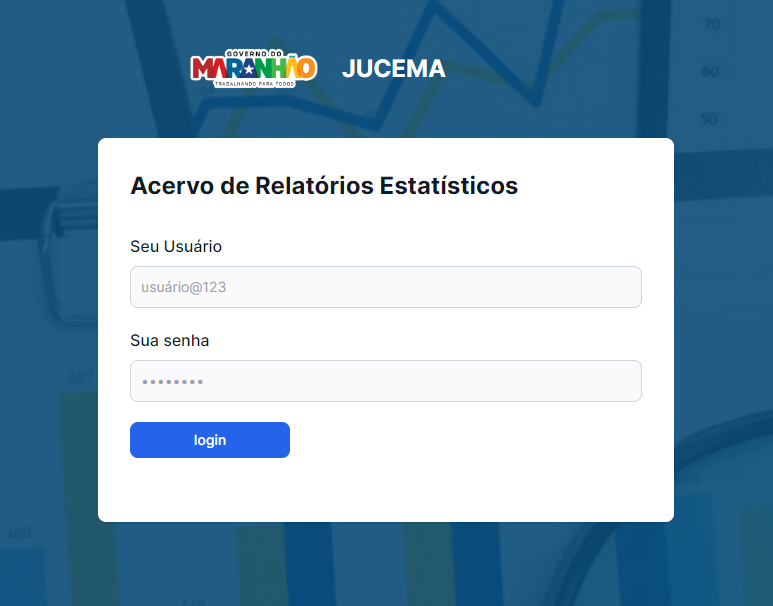 GOVERNO DO
MARANHÃO
TRABALHANDO PARA TODOS
JUCEMA
70
60
50
Acervo de Relatórios Estatísticos
Seu Usuário
usuário@123
Sua senha
••••••••
login
687
468